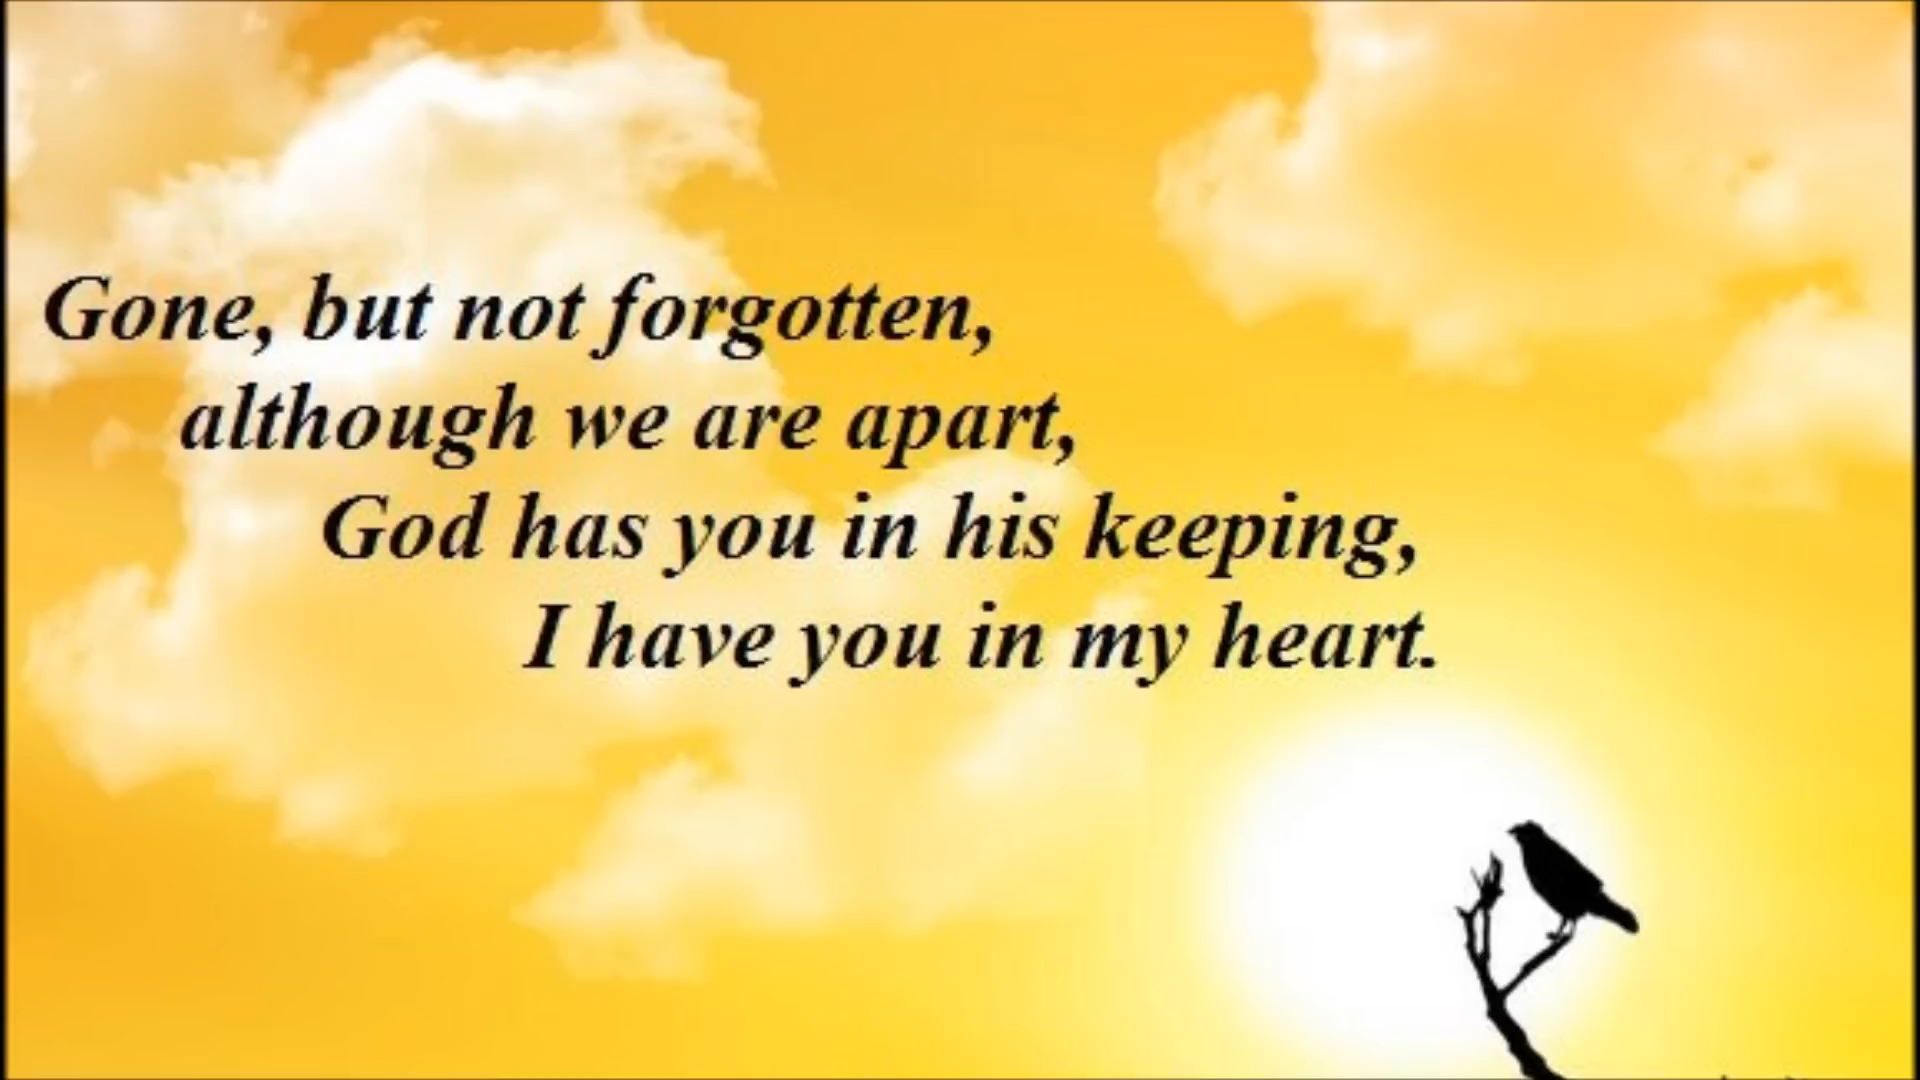 Gone, but not forgotten,
although we are apart,
God has you in his keeping,
I have you in my heart.